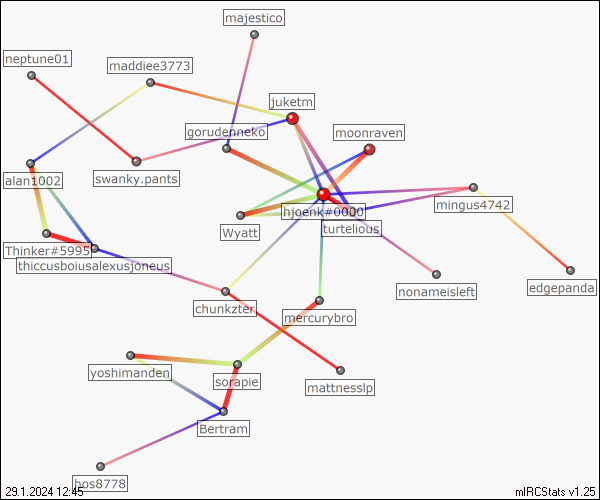 majestico
neptune01
maddiee3773
juketm
gorudenneko
moonraven
alan1002
swanky.pants
mingus4742
hjoenk#0000
Wyatt
turtelious
Thinker#5995
thiccusboiusalexusjoneus
nonameisleft
edgepanda
chunkzter
mercurybro
yoshimanden
sorapie
mattnesslp
Bertram
hos8778
29.1.2024 12:45
mIRCStats v1.25